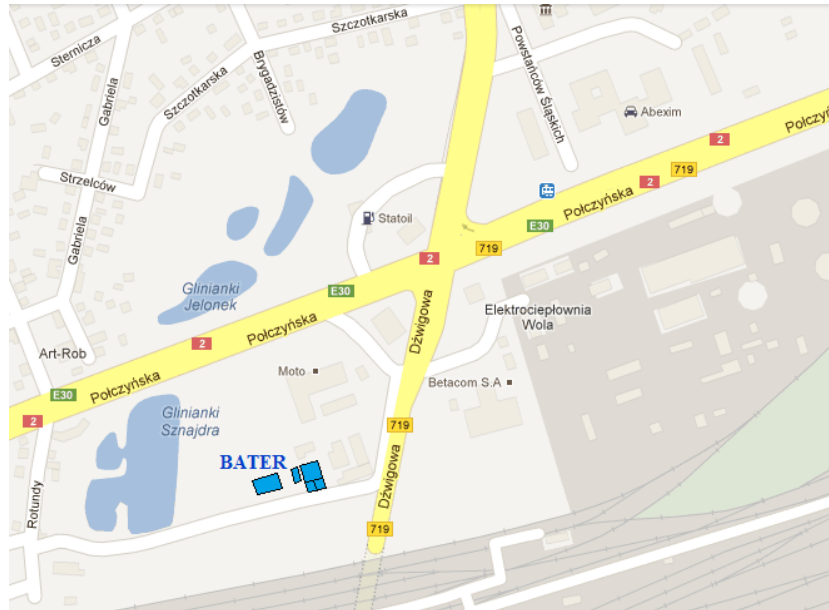 Szczotkarska
Sternicza
Gabriela
Brygadzistów
Szczotkarska
Powstańców Śląskich
Abexim
Połczyńska
2
719
2
Strzelców
Połczyńska
E30
Gabriela
Statoil
719
2
Glinianki
Jelonek
E30
Elektrociepłownia
Wola
Połczyńska
Dźwigowa
2
Art-Rob
Moto
Połczyńska
Betacom S.A
E30
2
Glinianki
Sznajdra
719
BATER
Dźwigowa
Rotundy
719